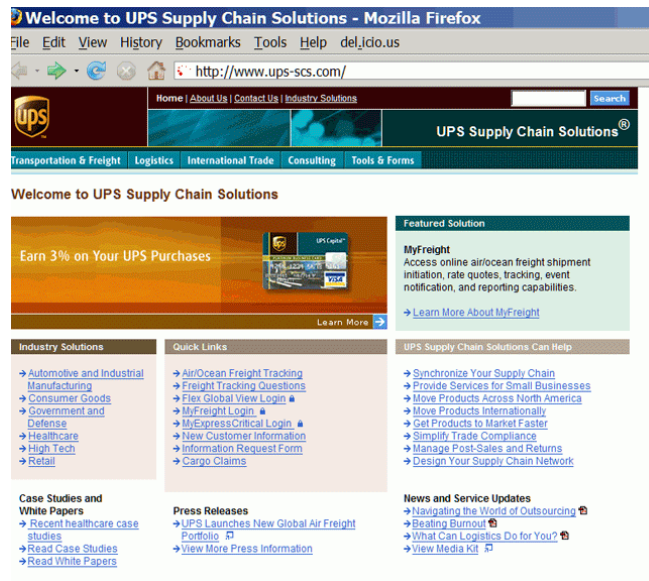 Welcome to UPS Supply Chain Solutions - Mozilla Firefox
File Edit View History Bookmarks Tools Help del.icio.us
http://www.ups-scs.com/
ups
Home | About Us | Contact Us | Industry Solutions
Search
UPS Supply Chain Solutions®
Transportation & Freight Logistics International Trade Consulting Tools & Forms
Welcome to UPS Supply Chain Solutions
Earn 3% on Your UPS Purchases
UPS Capital
VISA
Learn More
Featured Solution
MyFreight
Access online air/ocean freight shipment
initiation, rate quotes, tracking, event
notification, and reporting capabilities.
Learn More About MyFreight
Industry Solutions
Automotive and Industrial
Manufacturing
Consumer Goods
Government and
Defense
Healthcare
High Tech
Retail
Quick Links
Air/Ocean Freight Tracking
Freight Tracking Questions
Flex Global View Login
MyFreight Login
MyExpressCritical Login
New Customer Information
Information Request Form
Cargo Claims
UPS Supply Chain Solutions Can Help
Synchronize Your Supply Chain
Provide Services for Small Businesses
Move Products Across North America
Move Products Internationally
Get Products to Market Faster
Simplify Trade Compliance
Manage Post-Sales and Returns
Design Your Supply Chain Network
Case Studies and
White Papers
Recent healthcare case
studies
Read Case Studies
Read White Papers
Press Releases
UPS Launches New Global Air Freight
Portfolio
View More Press Information
News and Service Updates
Navigating the World of Outsourcing
Beating Burnout
What Can Logistics Do for You?
View Media Kit